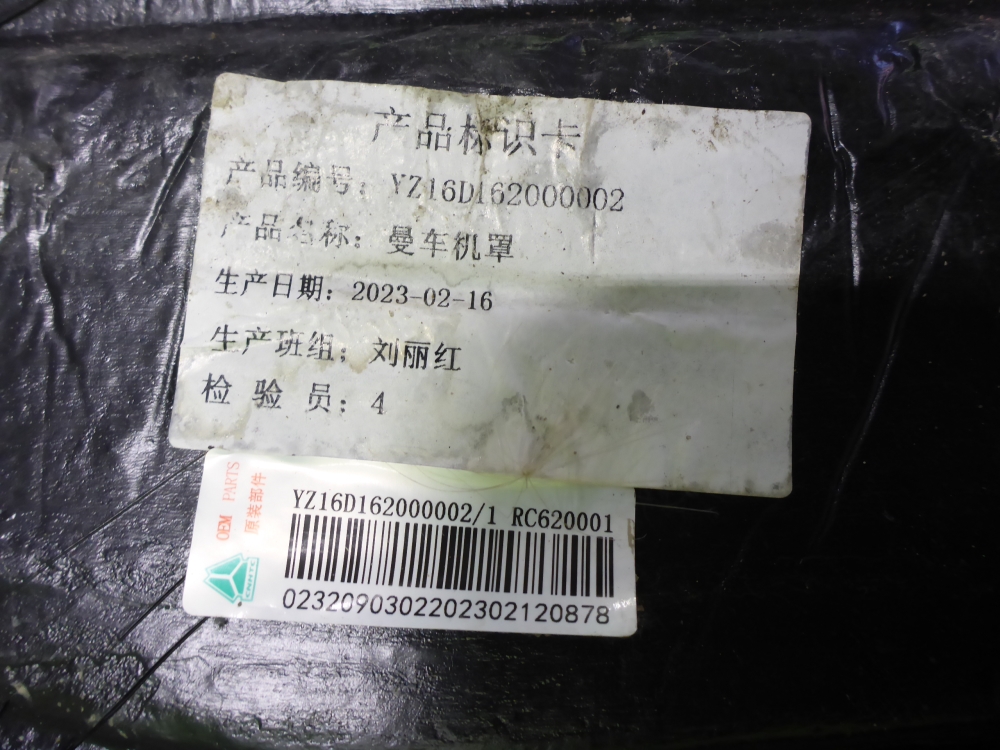 产品标识卡
产品编号：YZ16D162000002
产品名称：曼车机罩
生产日期：2023-02-16
生产班组：刘丽红
检 验 员：4
OEM PARTS
原装部件
CNHTC
YZ16D162000002/1 RC620001
0232090302202302120878